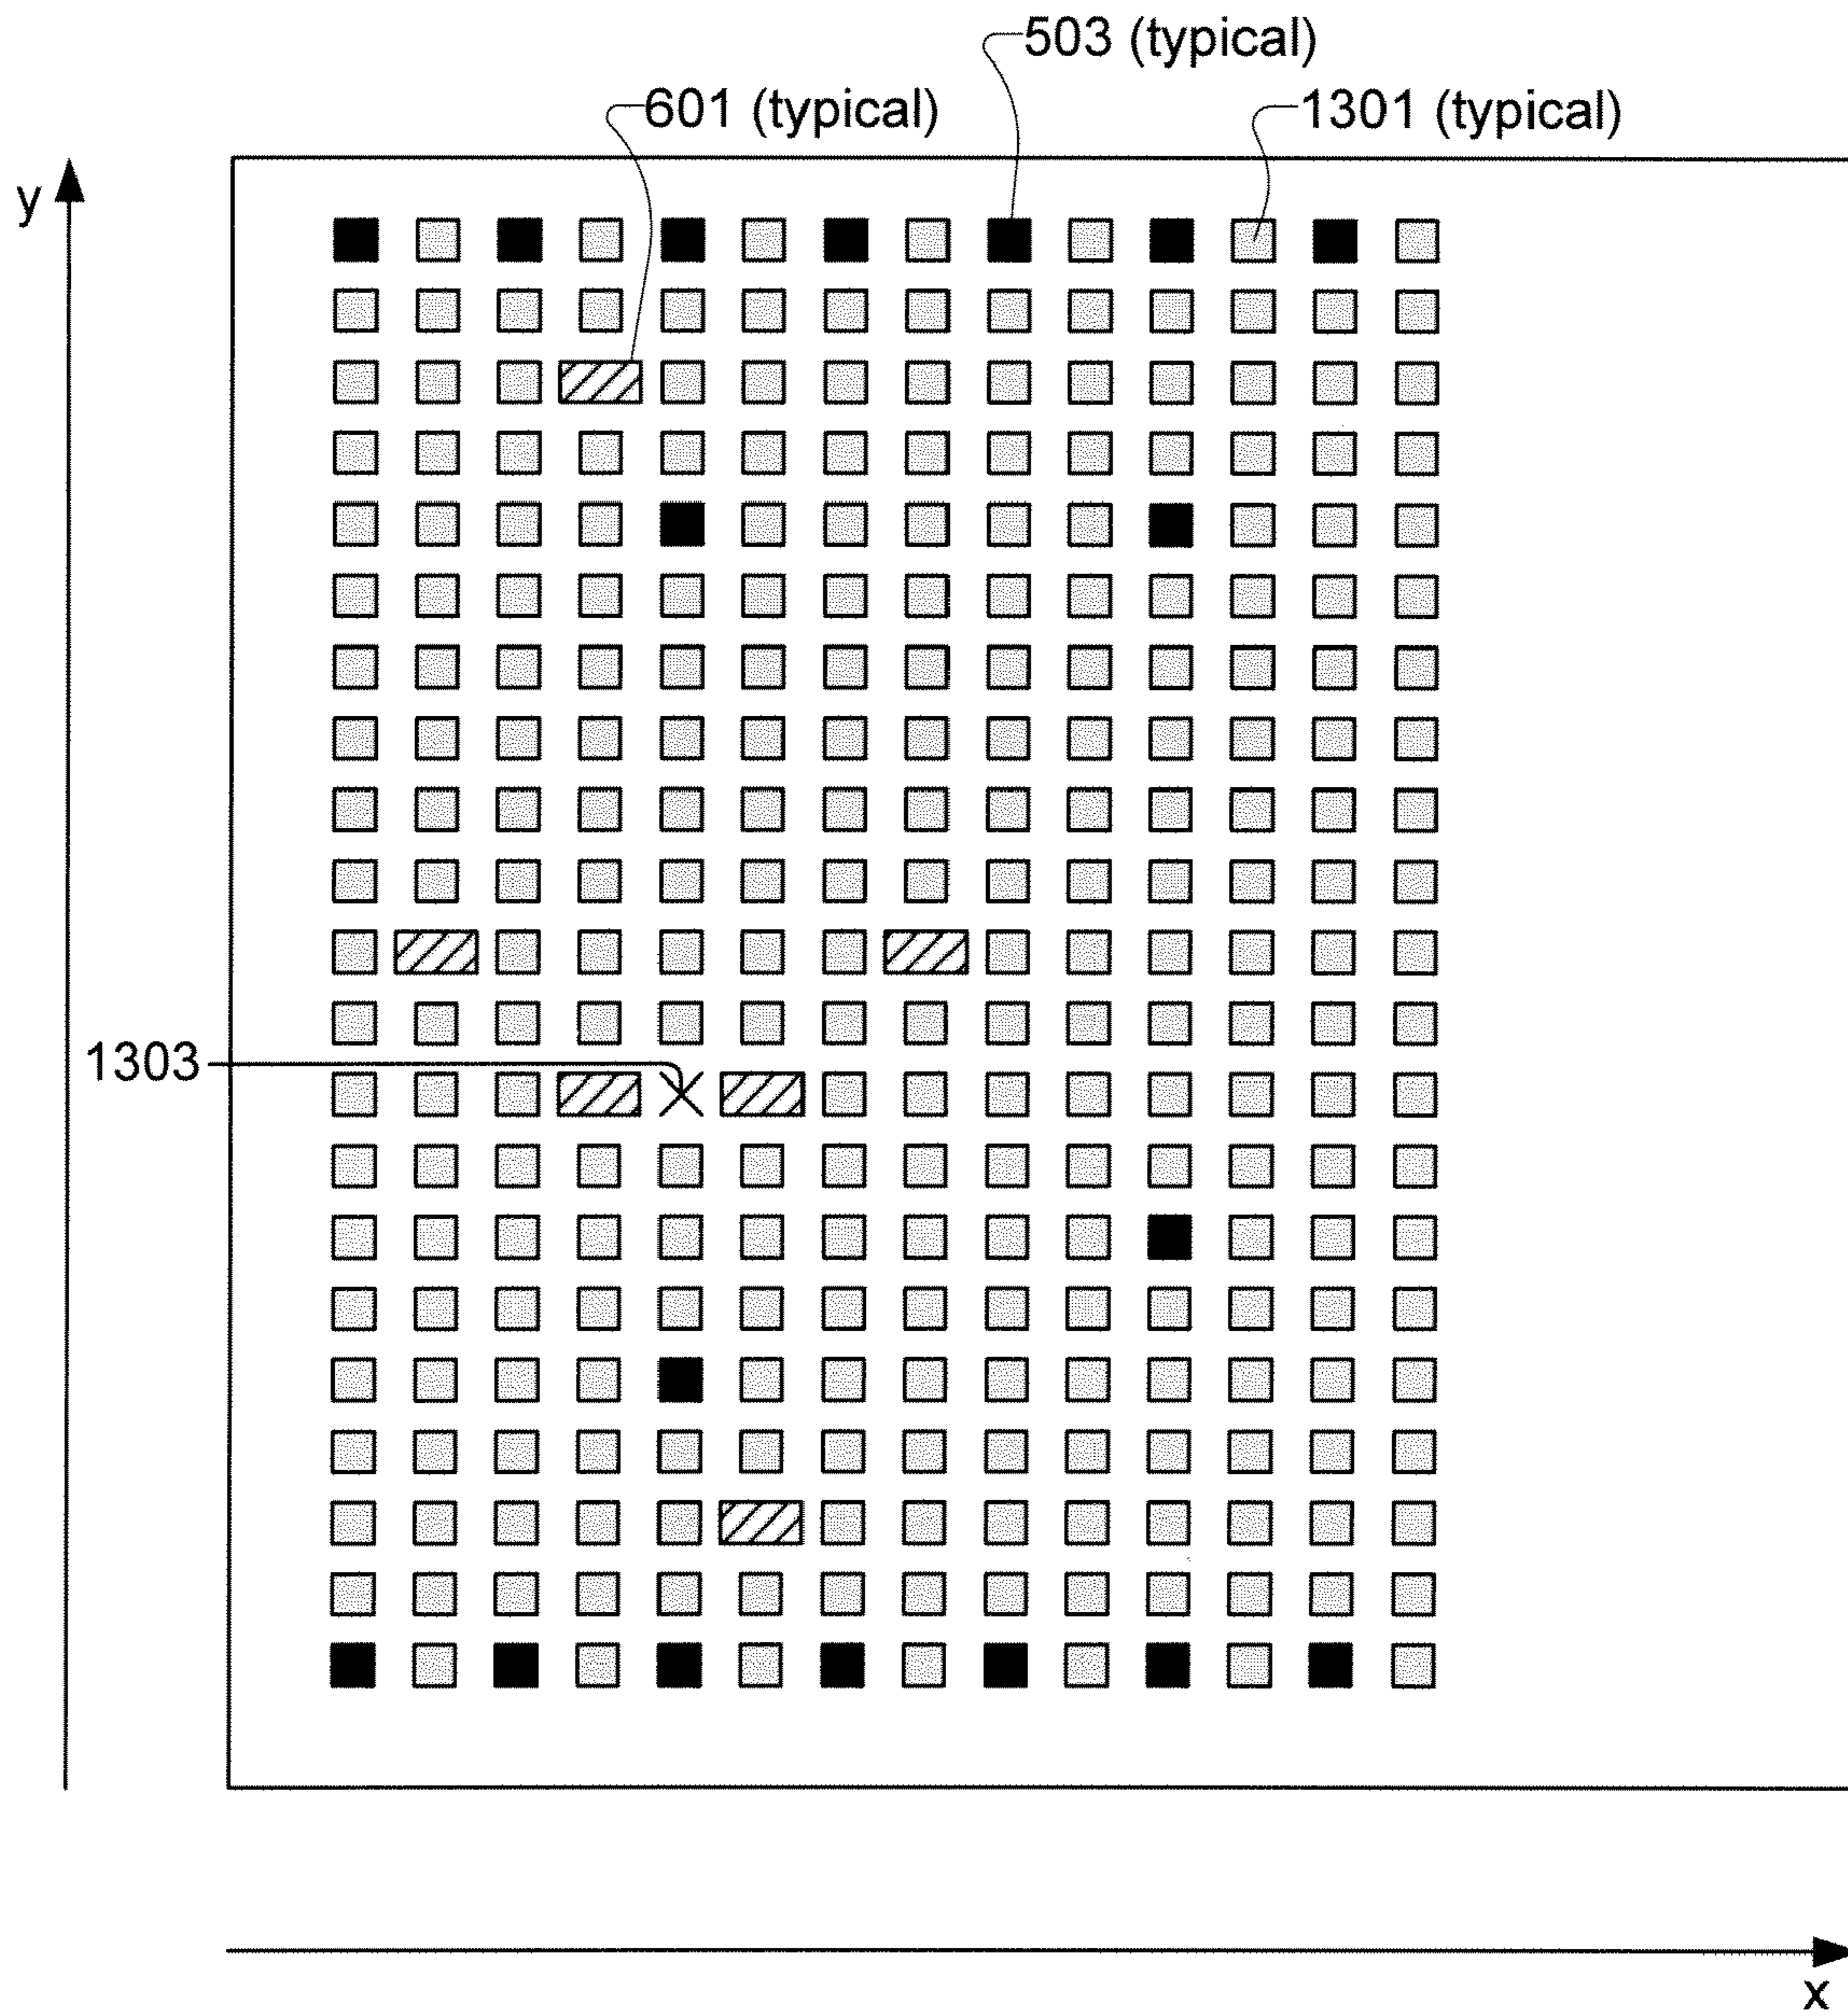 503 (typical)
601 (typical)
1301 (typical)
y
1303
x